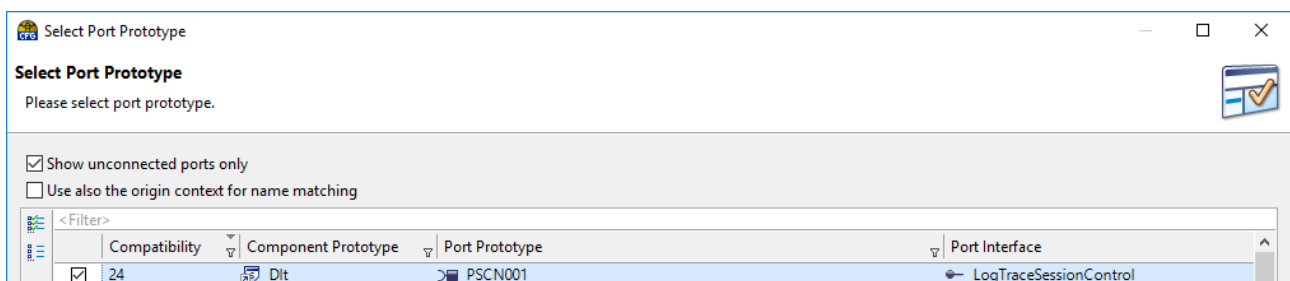 CFG Select Port Prototype
Select Port Prototype
Please select port prototype.
Show unconnected ports only
Use also the origin context for name matching
<Filter>
Compatibility Component Prototype Port Prototype Port Interface
24 Dlt PSCN001 LogTraceSessionControl